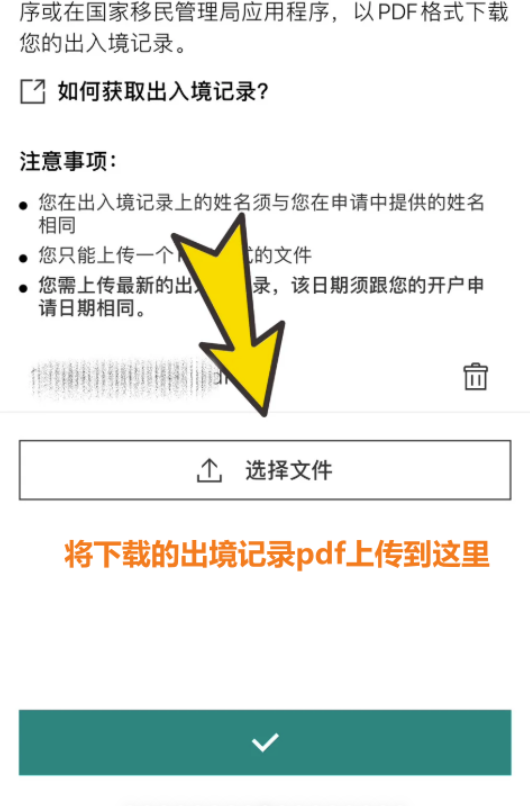 序或在国家移民管理局应用程序，以PDF格式下载
您的出入境记录。
如何获取出入境记录?
注意事项：
您在出入境记录上的姓名须与您在申请中提供的姓名
相同
您只能上传一个 式的文件
您需上传最新的出 录，该日期须跟您的开户申
请日期相同。
选择文件
将下载的出境记录pdf上传到这里